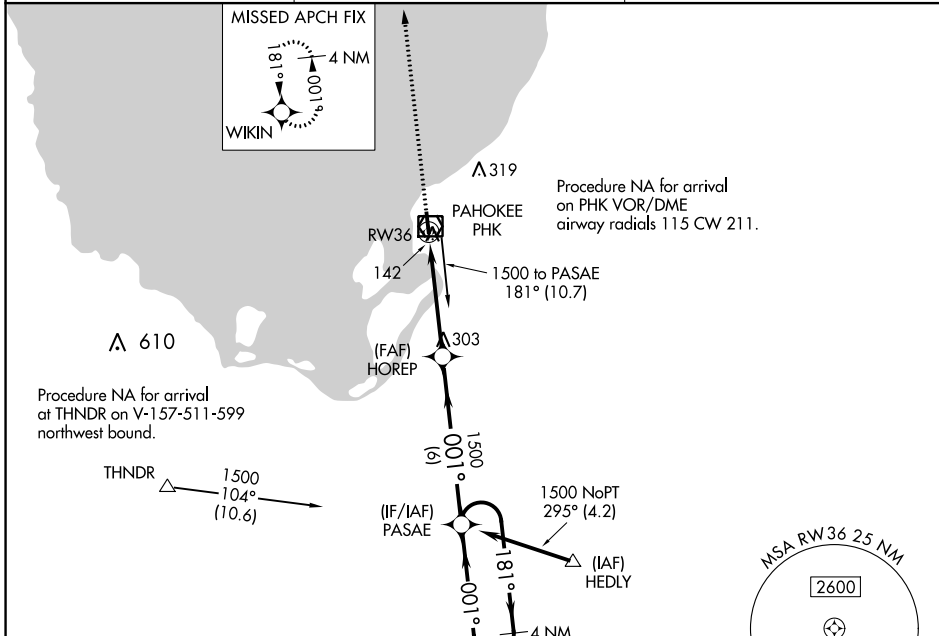 MISSED APCH FIX
4 NM
181°
001°
WIKIN
319
Procedure NA for arrival
on PHK VOR/DME
airway radials 115 CW 211.
PAHOKEE
PHK
RW36
142
1500 to PASAE
181° (10.7)
610
303
(FAF)
HOREP
Procedure NA for arrival
at THNDR on V-157-511-599
northwest bound.
1500
001°
(6)
THNDR
1500
104°
(10.6)
1500 NoPT
295° (4.2)
(IF/IAF)
PASAE
(IAF)
HEDLY
181°
001°
4 NM
MSA RW36 25 NM
2600